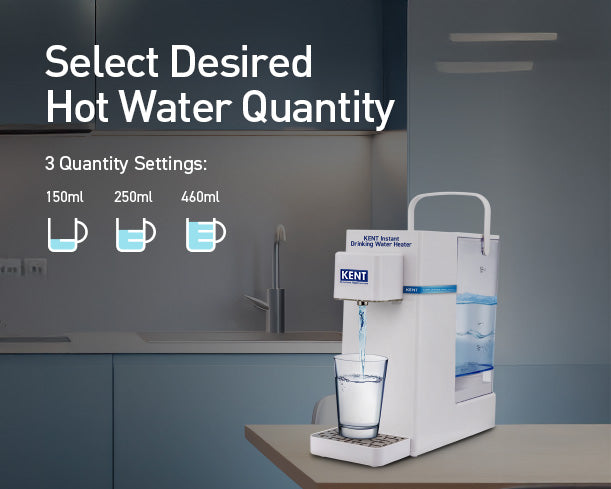 Select Desired
Hot Water Quantity
3 Quantity Settings:
150ml 250ml 460ml
KENT Instant
Drinking Water Heater
KENT
KENT